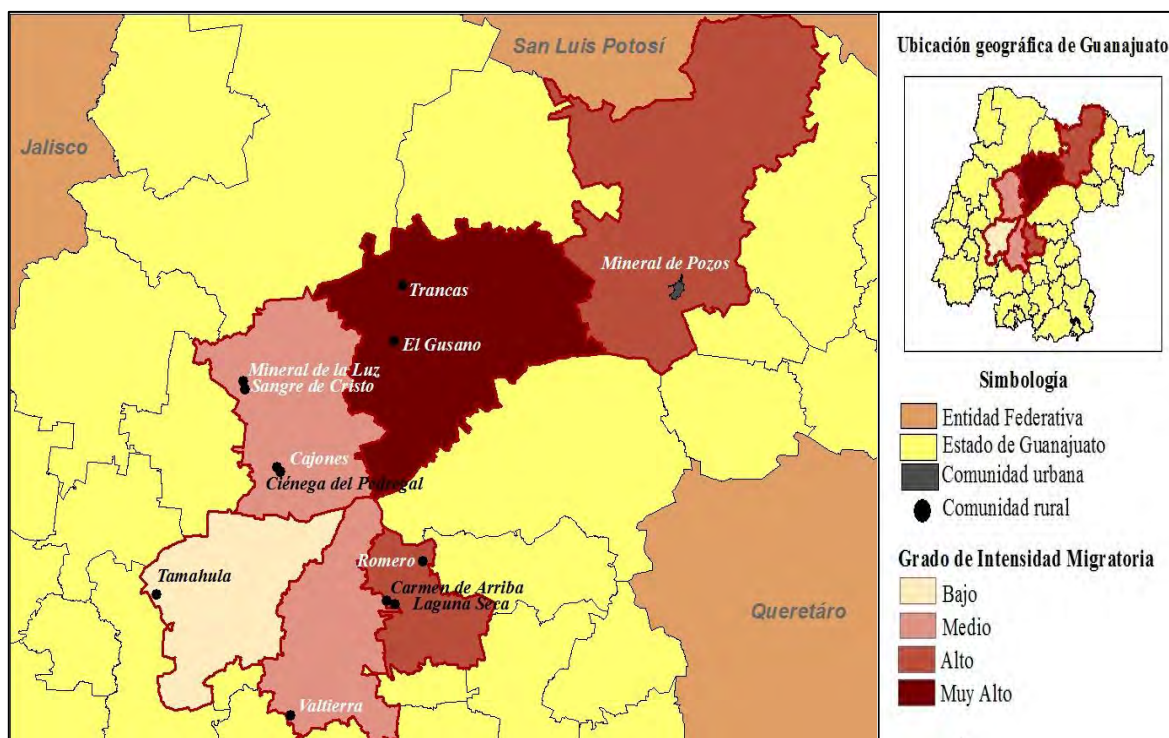 San Luis Potosí
Jalisco
Mineral de Pozos
Trancas
El Gusano
Mineral de la Luz
Sangre de Cristo
Cajones
Ciénega del Pedregal
Romero
Tamahula
Carmen de Arriba
Laguna Seca
Queretáro
Valtierra
Ubicación geográfica de Guanajuato
Simbología
Entidad Federativa
Estado de Guanajuato
Comunidad urbana
Comunidad rural
Grado de Intensidad Migratoria
Bajo
Medio
Alto
Muy Alto